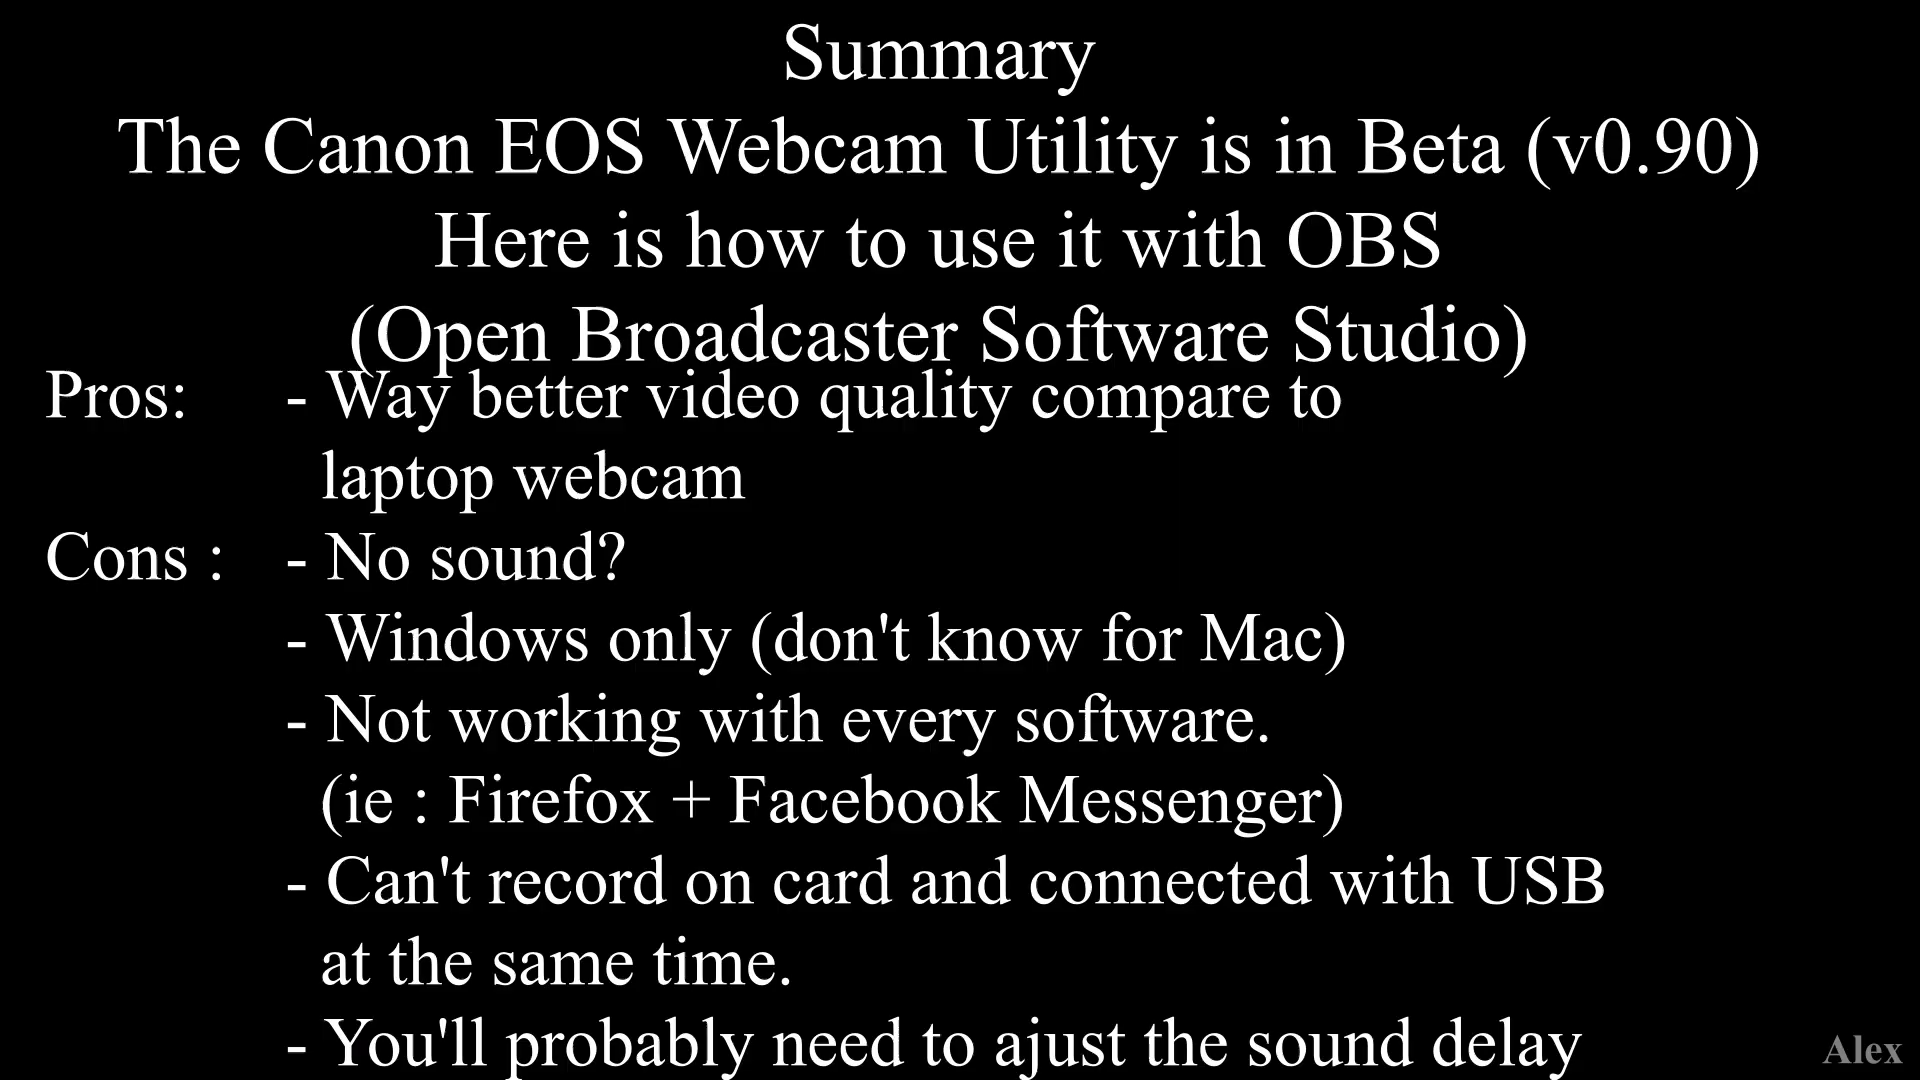 Summary
The Canon EOS Webcam Utility is in Beta (v0.90)
Here is how to use it with OBS
(Open Broadcaster Software Studio)
Pros: - Way better video quality compare to
laptop webcam
Cons : - No sound?
- Windows only (don't know for Mac)
- Not working with every software.
(ie : Firefox + Facebook Messenger)
- Can't record on card and connected with USB
at the same time.
- You'll probably need to ajust the sound delay
Alex